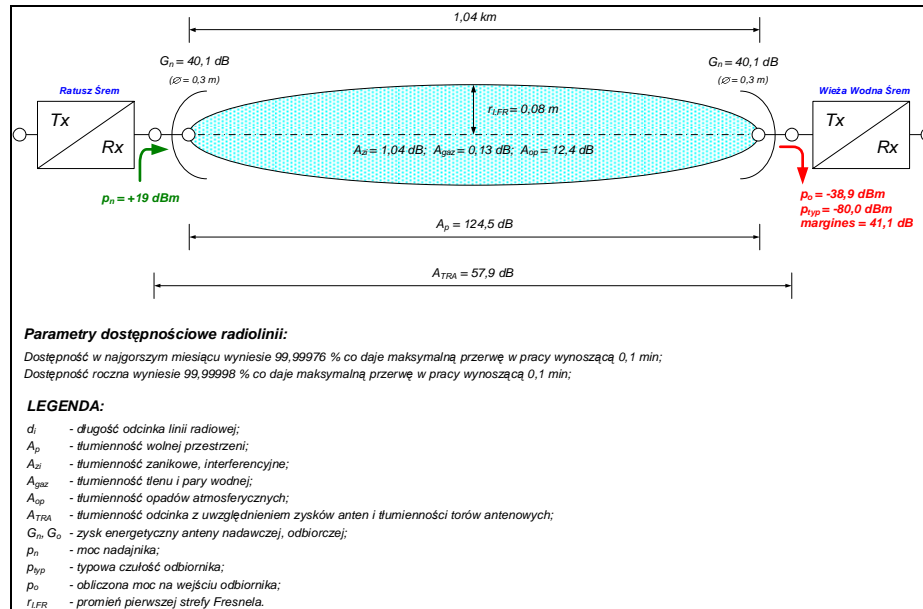 1,04 km
Gn = 40,1 dB
(∅ = 0,3 m)
Gn = 40,1 dB
(∅ = 0,3 m)
Ratusz Śrem
Wieża Wodna Śrem
Tx
Rx
rI,FR = 0,08 m
Tx
Rx
Azi = 1,04 dB; Agaz = 0,13 dB; Aop = 12,4 dB
pn = +19 dBm
po = -38,9 dBm
ptyp = -80,0 dBm
margines = 41,1 dB
Ap = 124,5 dB
ATRA = 57,9 dB
Parametry dostępnościowe radiolinii:
Dostępność w najgorszym miesiącu wyniesie 99,99976 % co daje maksymalną przerwę w pracy wynoszącą 0,1 min;
Dostępność roczna wyniesie 99,99998 % co daje maksymalną przerwę w pracy wynoszącą 0,1 min;
LEGENDA:
di - długość odcinka linii radiowej;
Ap - tłumienność wolnej przestrzeni;
Azi - tłumienność zanikowe, interferencyjne;
Agaz - tłumienność tlenu i pary wodnej;
Aop - tłumienność opadów atmosferycznych;
ATRA - tłumienność odcinka z uwzględnieniem zysków anten i tłumienności torów antenowych;
Gn, Go - zysk energetyczny anteny nadawczej, odbiorczej;
pn - moc nadajnika;
ptyp - typowa czułość odbiornika;
po - obliczona moc na wejściu odbiornika;
rI,FR - promień pierwszej strefy Fresnela.